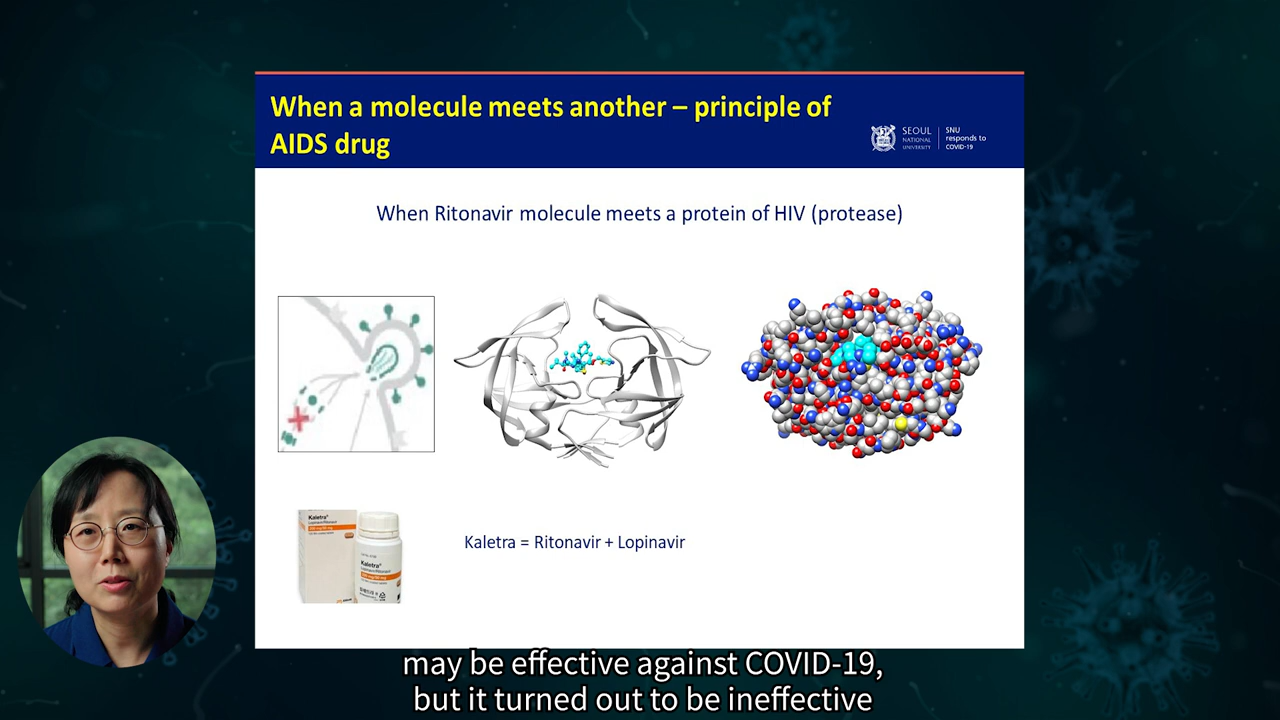 When a molecule meets another – principle of
AIDS drug
SEOUL
NATIONAL
UNIVERSITY
SNU
responds to
COVID-19
When Ritonavir molecule meets a protein of HIV (protease)
Kaletra
Kaletra
Kaletra = Ritonavir + Lopinavir
may be effective against COVID-19,
but it turned out to be ineffective